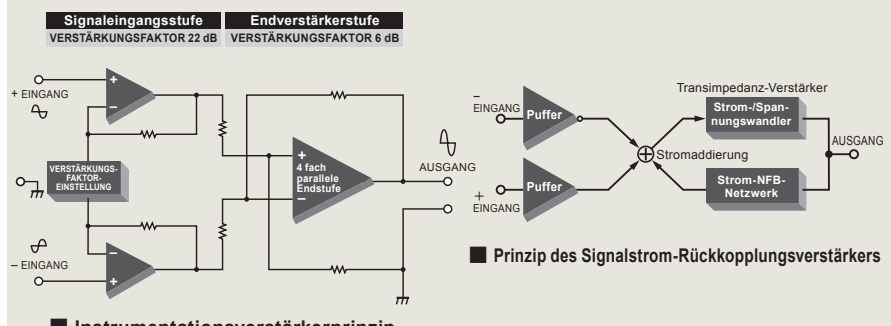 Signaleingangsstufe
VERSTÄRKUNGSFAKTOR 22 dB
Endverstärkerstufe
VERSTÄRKUNGSFAKTOR 6 dB
+ EINGANG
+
−
VERSTÄRKUNGS-
FAKTOR-
EINSTELLUNG
− EINGANG
−
+
+
4 fach
parallele
Endstufe
−
AUSGANG
−
EINGANG
Puffer
+
EINGANG
Puffer
Stromaddierung
Transimpedanz-Verstärker
Strom-/Span-
nungswandler
Strom-NFB-
Netzwerk
AUSGANG
Prinzip des Signalstrom-Rückkopplungsverstärkers
Instrumentationsverstärkerprinzip